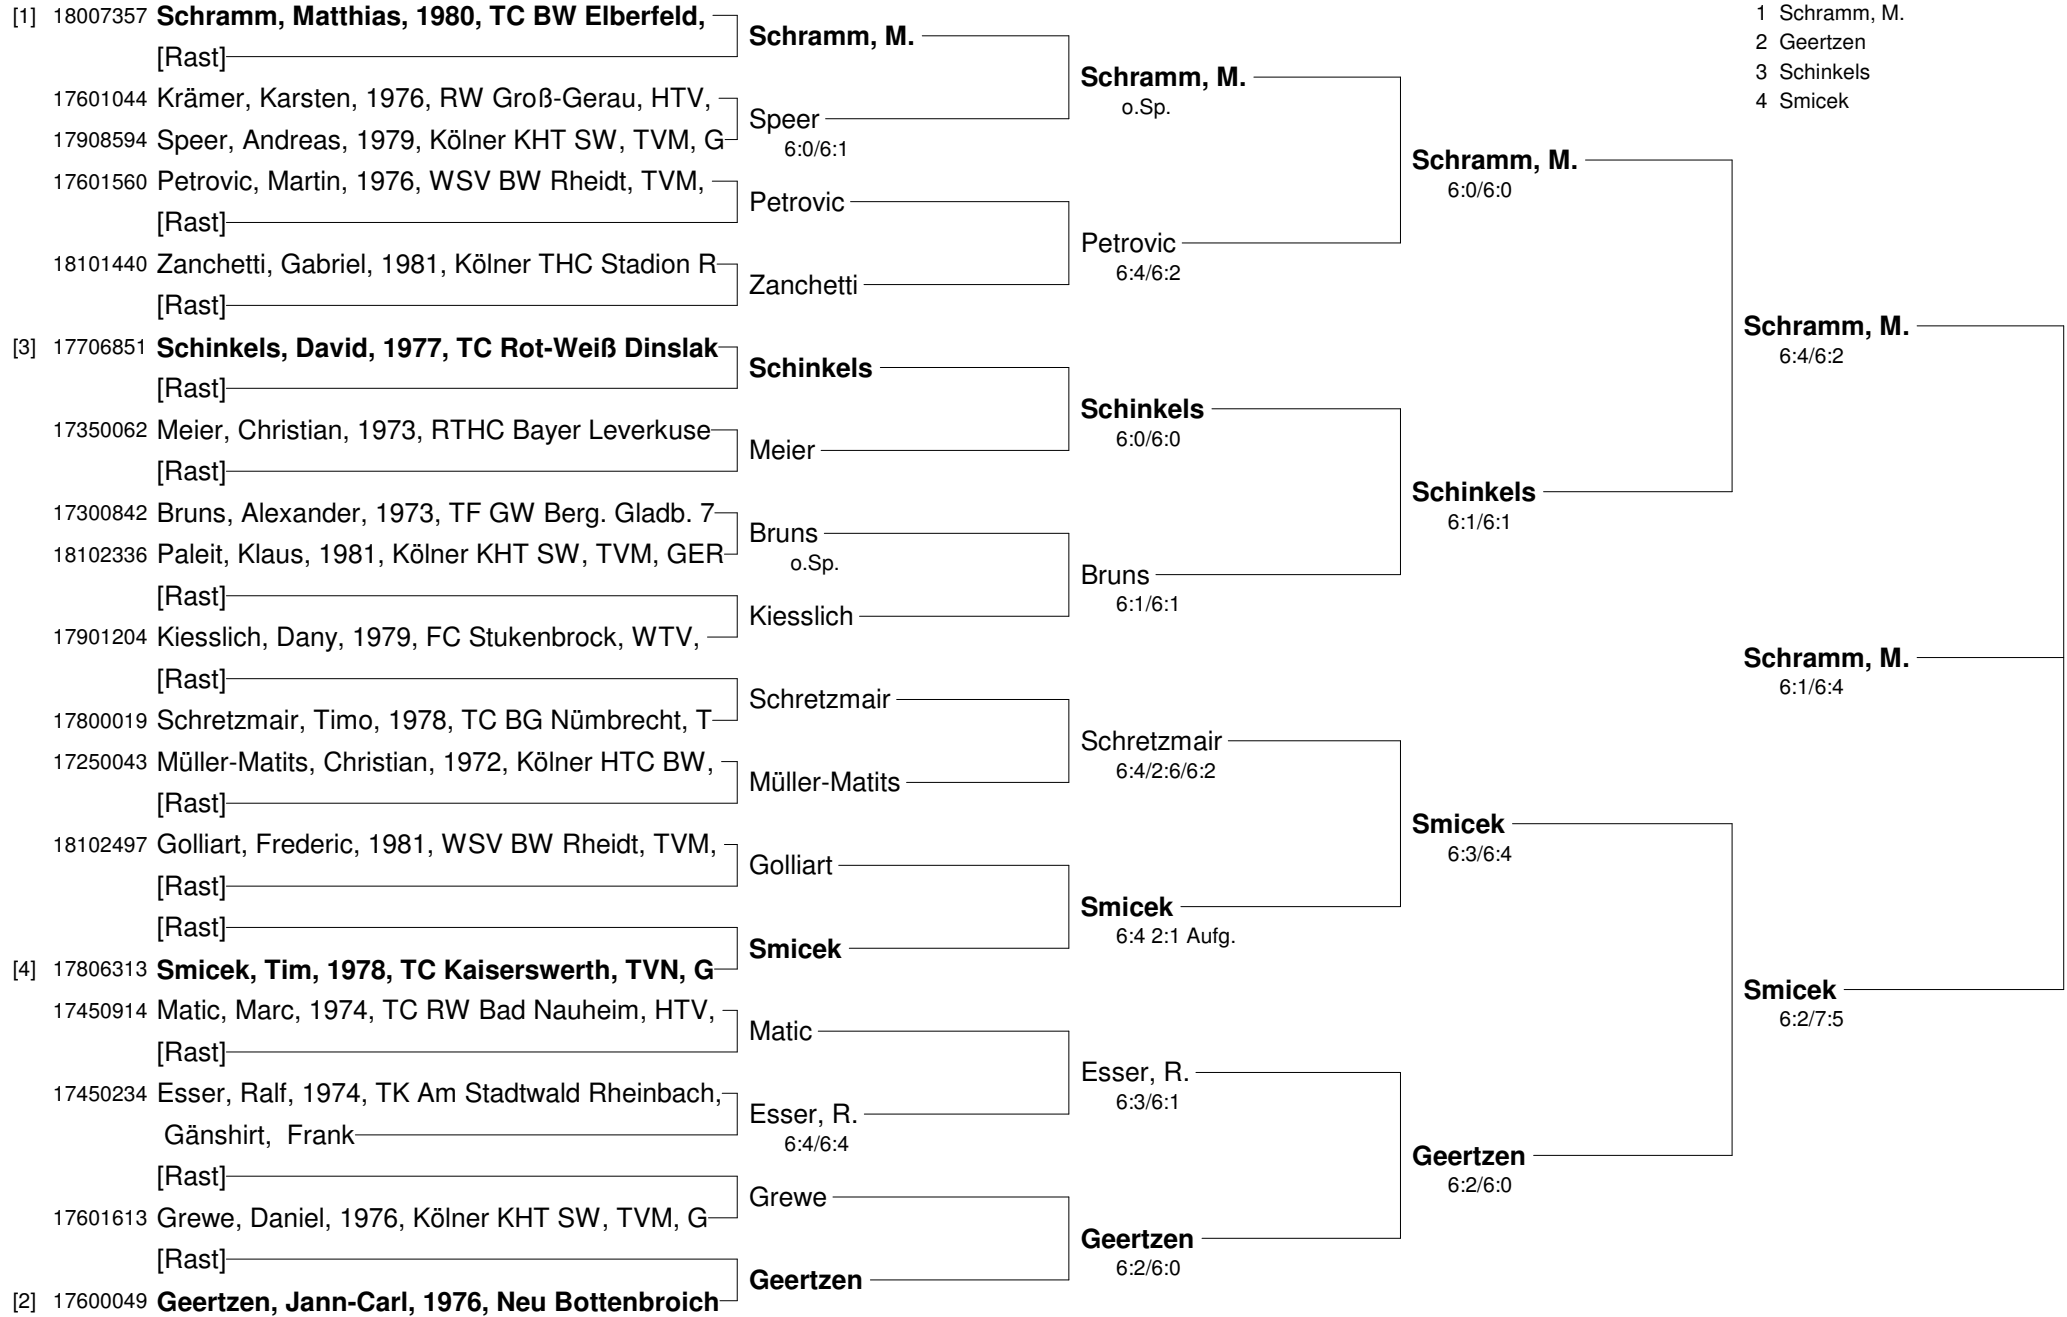 [1] 18007357 Schramm, Matthias, 1980, TC BW Elberfeld,
[Rast]
17601044 Krämer, Karsten, 1976, RW Groß-Gerau, HTV,
17908594 Speer, Andreas, 1979, Kölner KHT SW, TVM, G
17601560 Petrovic, Martin, 1976, WSV BW Rheidt, TVM,
[Rast]
18101440 Zanchetti, Gabriel, 1981, Kölner THC Stadion R
[Rast]
[3] 17706851 Schinkels, David, 1977, TC Rot-Weiß Dinslak
[Rast]
17350062 Meier, Christian, 1973, RTHC Bayer Leverkuse
[Rast]
17300842 Bruns, Alexander, 1973, TF GW Berg. Gladb. 7
18102336 Paleit, Klaus, 1981, Kölner KHT SW, TVM, GER
[Rast]
17901204 Kiesslich, Dany, 1979, FC Stukenbrock, WTV,
[Rast]
17800019 Schretzmair, Timo, 1978, TC BG Nümbrecht, T
17250043 Müller-Matits, Christian, 1972, Kölner HTC BW,
[Rast]
18102497 Golliart, Frederic, 1981, WSV BW Rheidt, TVM,
[Rast]
[Rast]
[4] 17806313 Smicek, Tim, 1978, TC Kaiserswerth, TVN, G
17450914 Matic, Marc, 1974, TC RW Bad Nauheim, HTV,
[Rast]
17450234 Esser, Ralf, 1974, TK Am Stadtwald Rheinbach,
Gänshirt, Frank
[Rast]
17601613 Grewe, Daniel, 1976, Kölner KHT SW, TVM, G
[Rast]
[2] 17600049 Geertzen, Jann-Carl, 1976, Neu Bottenbroich
Schramm, M.
Speer
6:0/6:1
Petrovic
Zanchetti
Schinkels
Meier
Bruns
o.Sp.
Kiesslich
Schretzmair
Müller-Matits
Golliart
Smicek
Matic
Esser, R.
6:4/6:4
Grewe
Geertzen
Schramm, M.
o.Sp.
Petrovic
6:4/6:2
Schinkels
6:0/6:0
Bruns
6:1/6:1
Schretzmair
6:4/2:6/6:2
Smicek
6:4 2:1 Aufg.
Esser, R.
6:3/6:1
Geertzen
6:2/6:0
Schramm, M.
6:0/6:0
Schinkels
6:1/6:1
Smicek
6:3/6:4
Geertzen
6:2/6:0
1 Schramm, M.
2 Geertzen
3 Schinkels
4 Smicek
Schramm, M.
6:4/6:2
Schramm, M.
6:1/6:4
Smicek
6:2/7:5